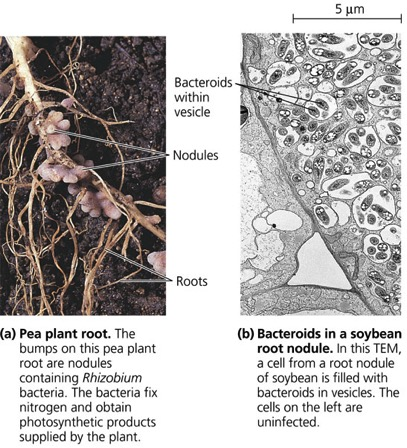 5 μm
Bacteroids
within
vesicle
Nodules
Roots
(a) Pea plant root. The
bumps on this pea plant
root are nodules
containing Rhizobium
bacteria. The bacteria fix
nitrogen and obtain
photosynthetic products
supplied by the plant.
(b) Bacteroids in a soybean
root nodule. In this TEM,
a cell from a root nodule
of soybean is filled with
bacteroids in vesicles. The
cells on the left are
uninfected.